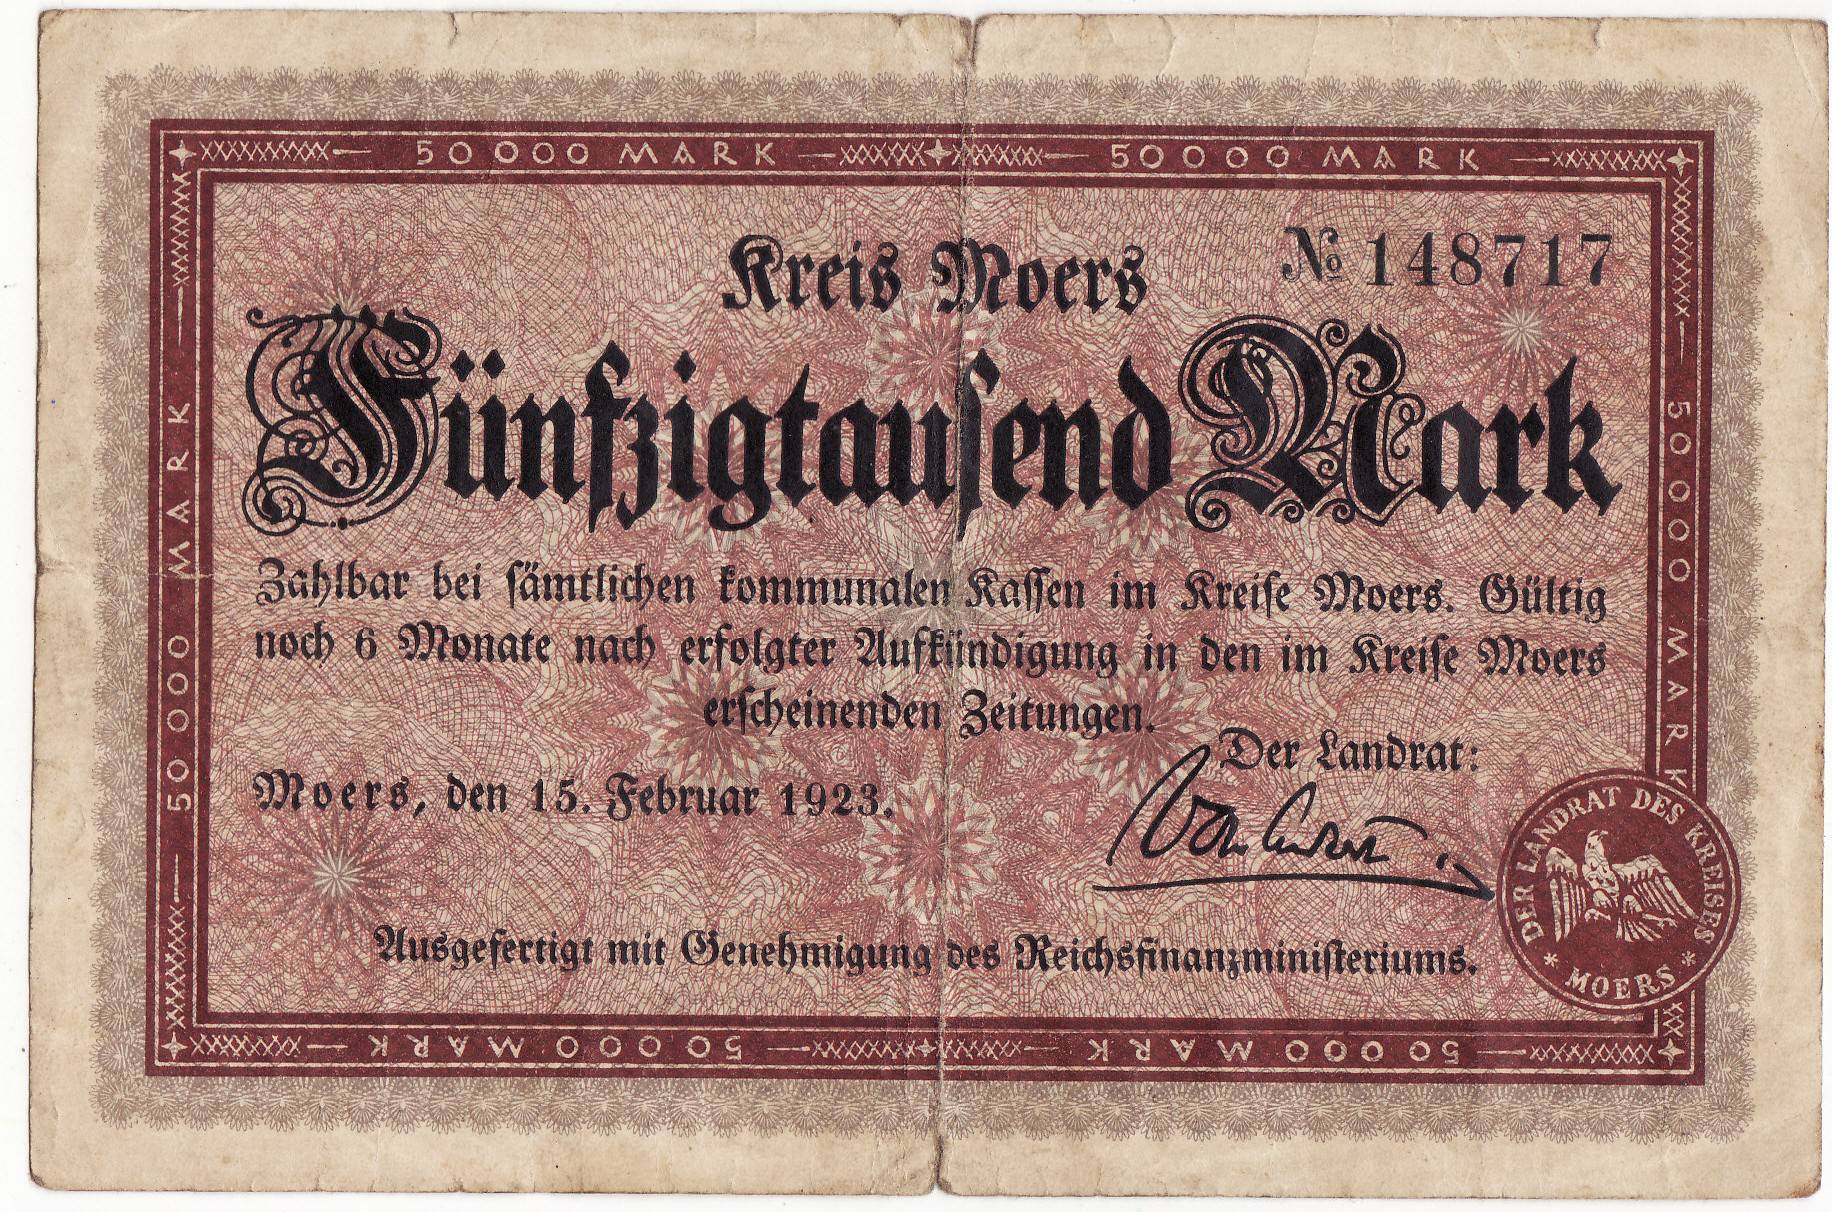 50000 MARK 50000 MARK
Kreis Moers
№ 148717
Fünfzigtausend Mark
Zahlbar bei sämtlichen kommunalen Kassen im Kreise Moers. Gültig
noch 6 Monate nach erfolgter Aufkündigung in den im Kreise Moers
erscheinenden Zeitungen.
Der Landrat:
Moers, den 15. Februar 1923.
Ausgefertigt mit Genehmigung des Reichsfinanzministeriums.
DER LANDRAT DES KREISES
* MOERS *
50000 MARK
50000 MARK
50000 MARK 50000 MARK